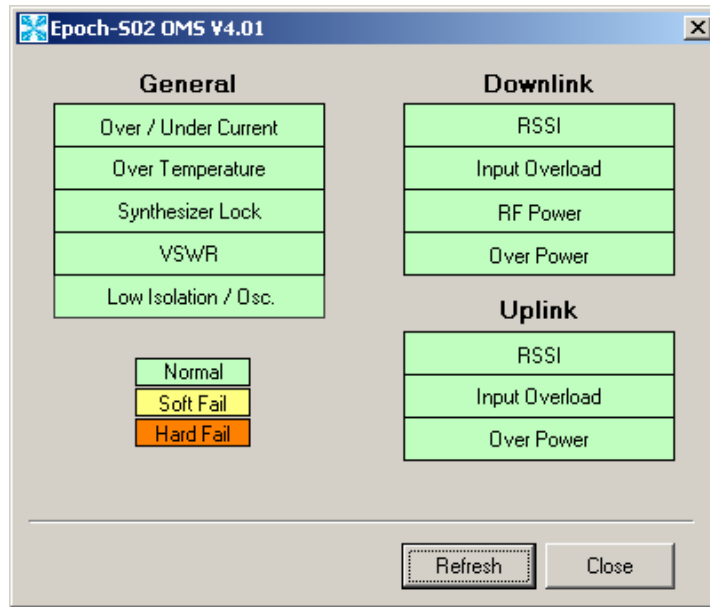 Epoch-S02 OMS V4.01
General
Over / Under Current
Over Temperature
Synthesizer Lock
VSWR
Low Isolation / Osc.
Normal
Soft Fail
Hard Fail
Downlink
RSSI
Input Overload
RF Power
Over Power
Uplink
RSSI
Input Overload
Over Power
Refresh
Close